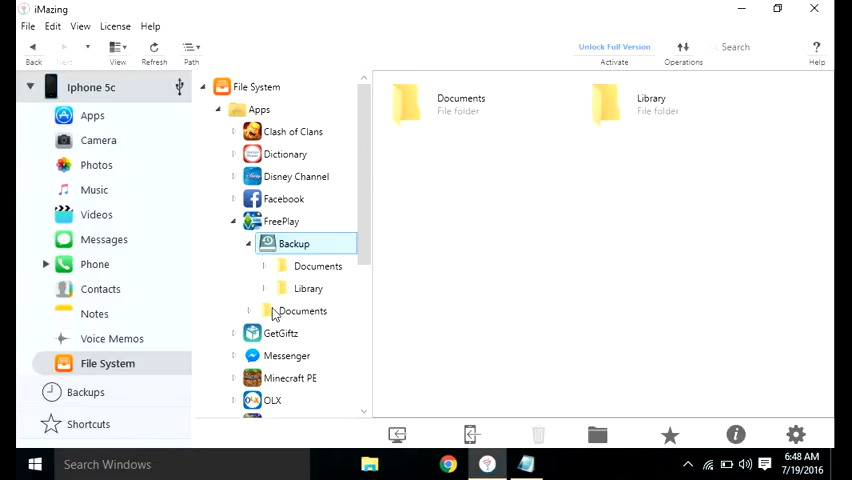 iMazing
File Edit View License Help
Back View Refresh Path Unlock Full Version Activate Operations Search Help
Iphone 5c
Apps
Camera
Photos
Music
Videos
Messages
Phone
Contacts
Notes
Voice Memos
File System
Backups
Shortcuts
File System
Apps
Clash of Clans
Dictionary
Disney Channel
Facebook
FreePlay
Backup
Documents
Library
Documents
GetGiftz
Messenger
Minecraft PE
OLX
Documents
File folder
Library
File folder
Search Windows
6:48 AM
7/19/2016